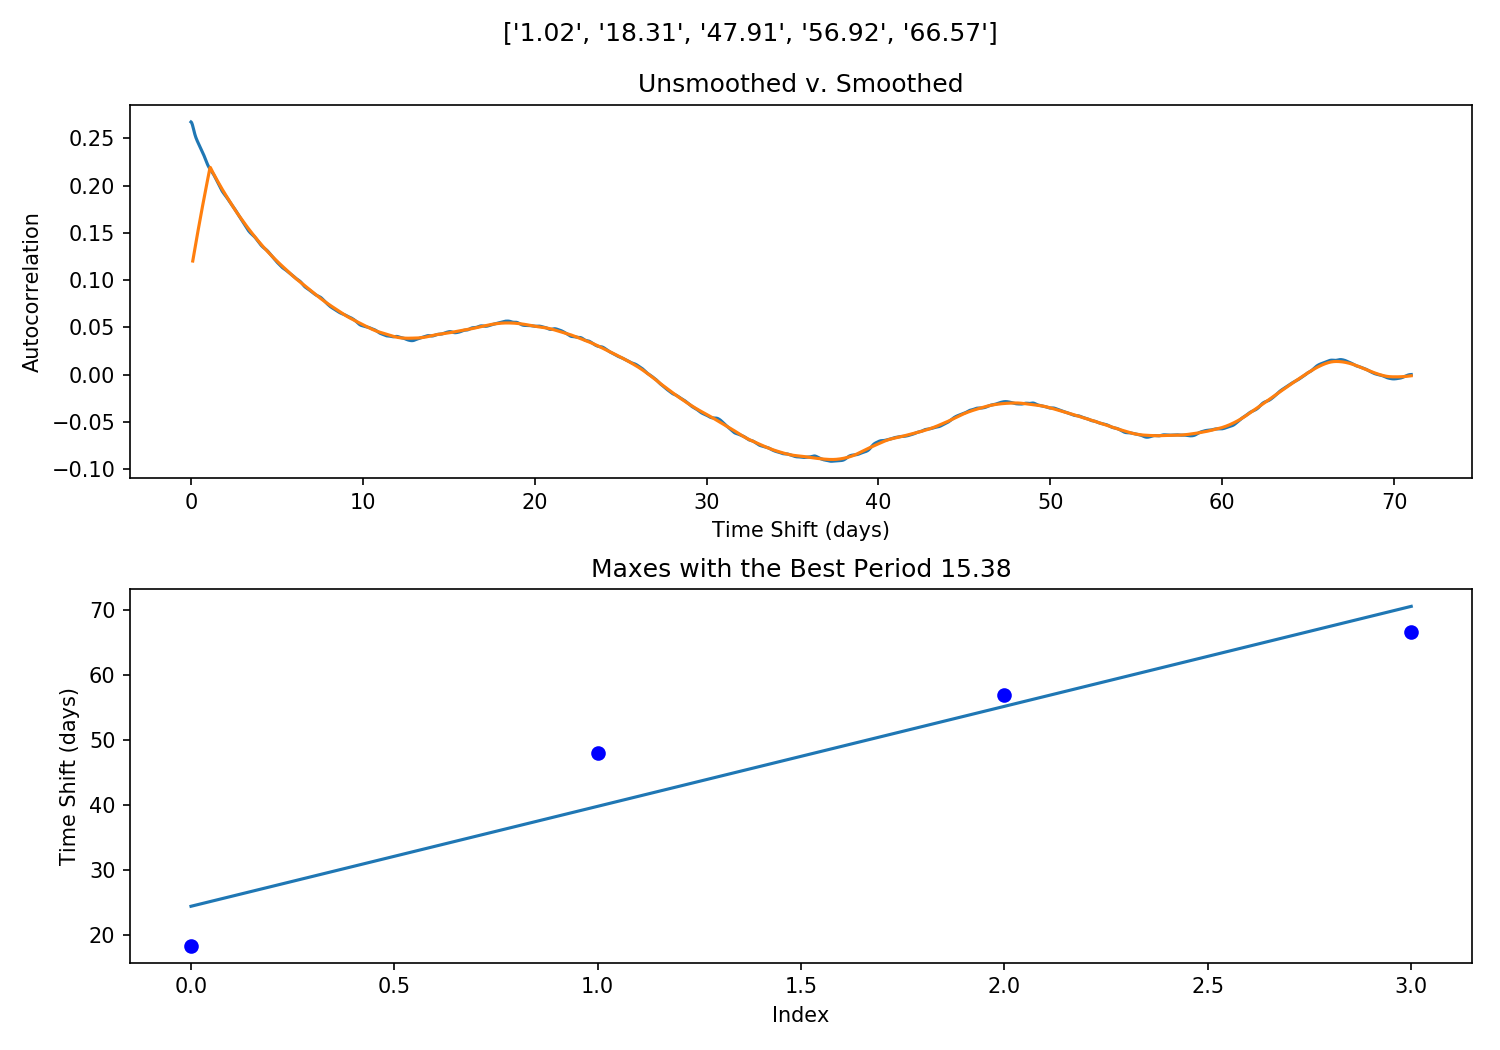 ['1.02', '18.31', '47.91', '56.92', '66.57']
Unsmoothed v. Smoothed
Autocorrelation
0.25
0.20
0.15
0.10
0.05
0.00
−0.05
−0.10
0 10 20 30 40 50 60 70
Time Shift (days)
Maxes with the Best Period 15.38
Time Shift (days)
70
60
50
40
30
20
0.0 0.5 1.0 1.5 2.0 2.5 3.0
Index